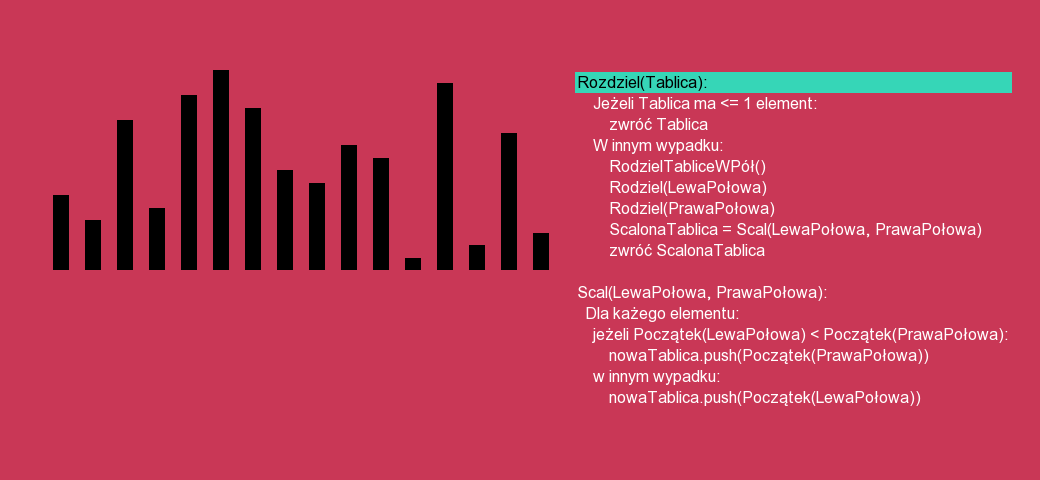 Rozdziel(Tablica):
Jeżeli Tablica ma <= 1 element:
zwróć Tablica
W innym wypadku:
RodzielTabliceWPół()
Rodziel(LewaPołowa)
Rodziel(PrawaPołowa)
ScalonaTablica = Scal(LewaPołowa, PrawaPołowa)
zwróć ScalonaTablica
Scal(LewaPołowa, PrawaPołowa):
Dla każego elementu:
jeżeli Początek(LewaPołowa) < Początek(PrawaPołowa):
nowaTablica.push(Początek(PrawaPołowa))
w innym wypadku:
nowaTablica.push(Początek(LewaPołowa))